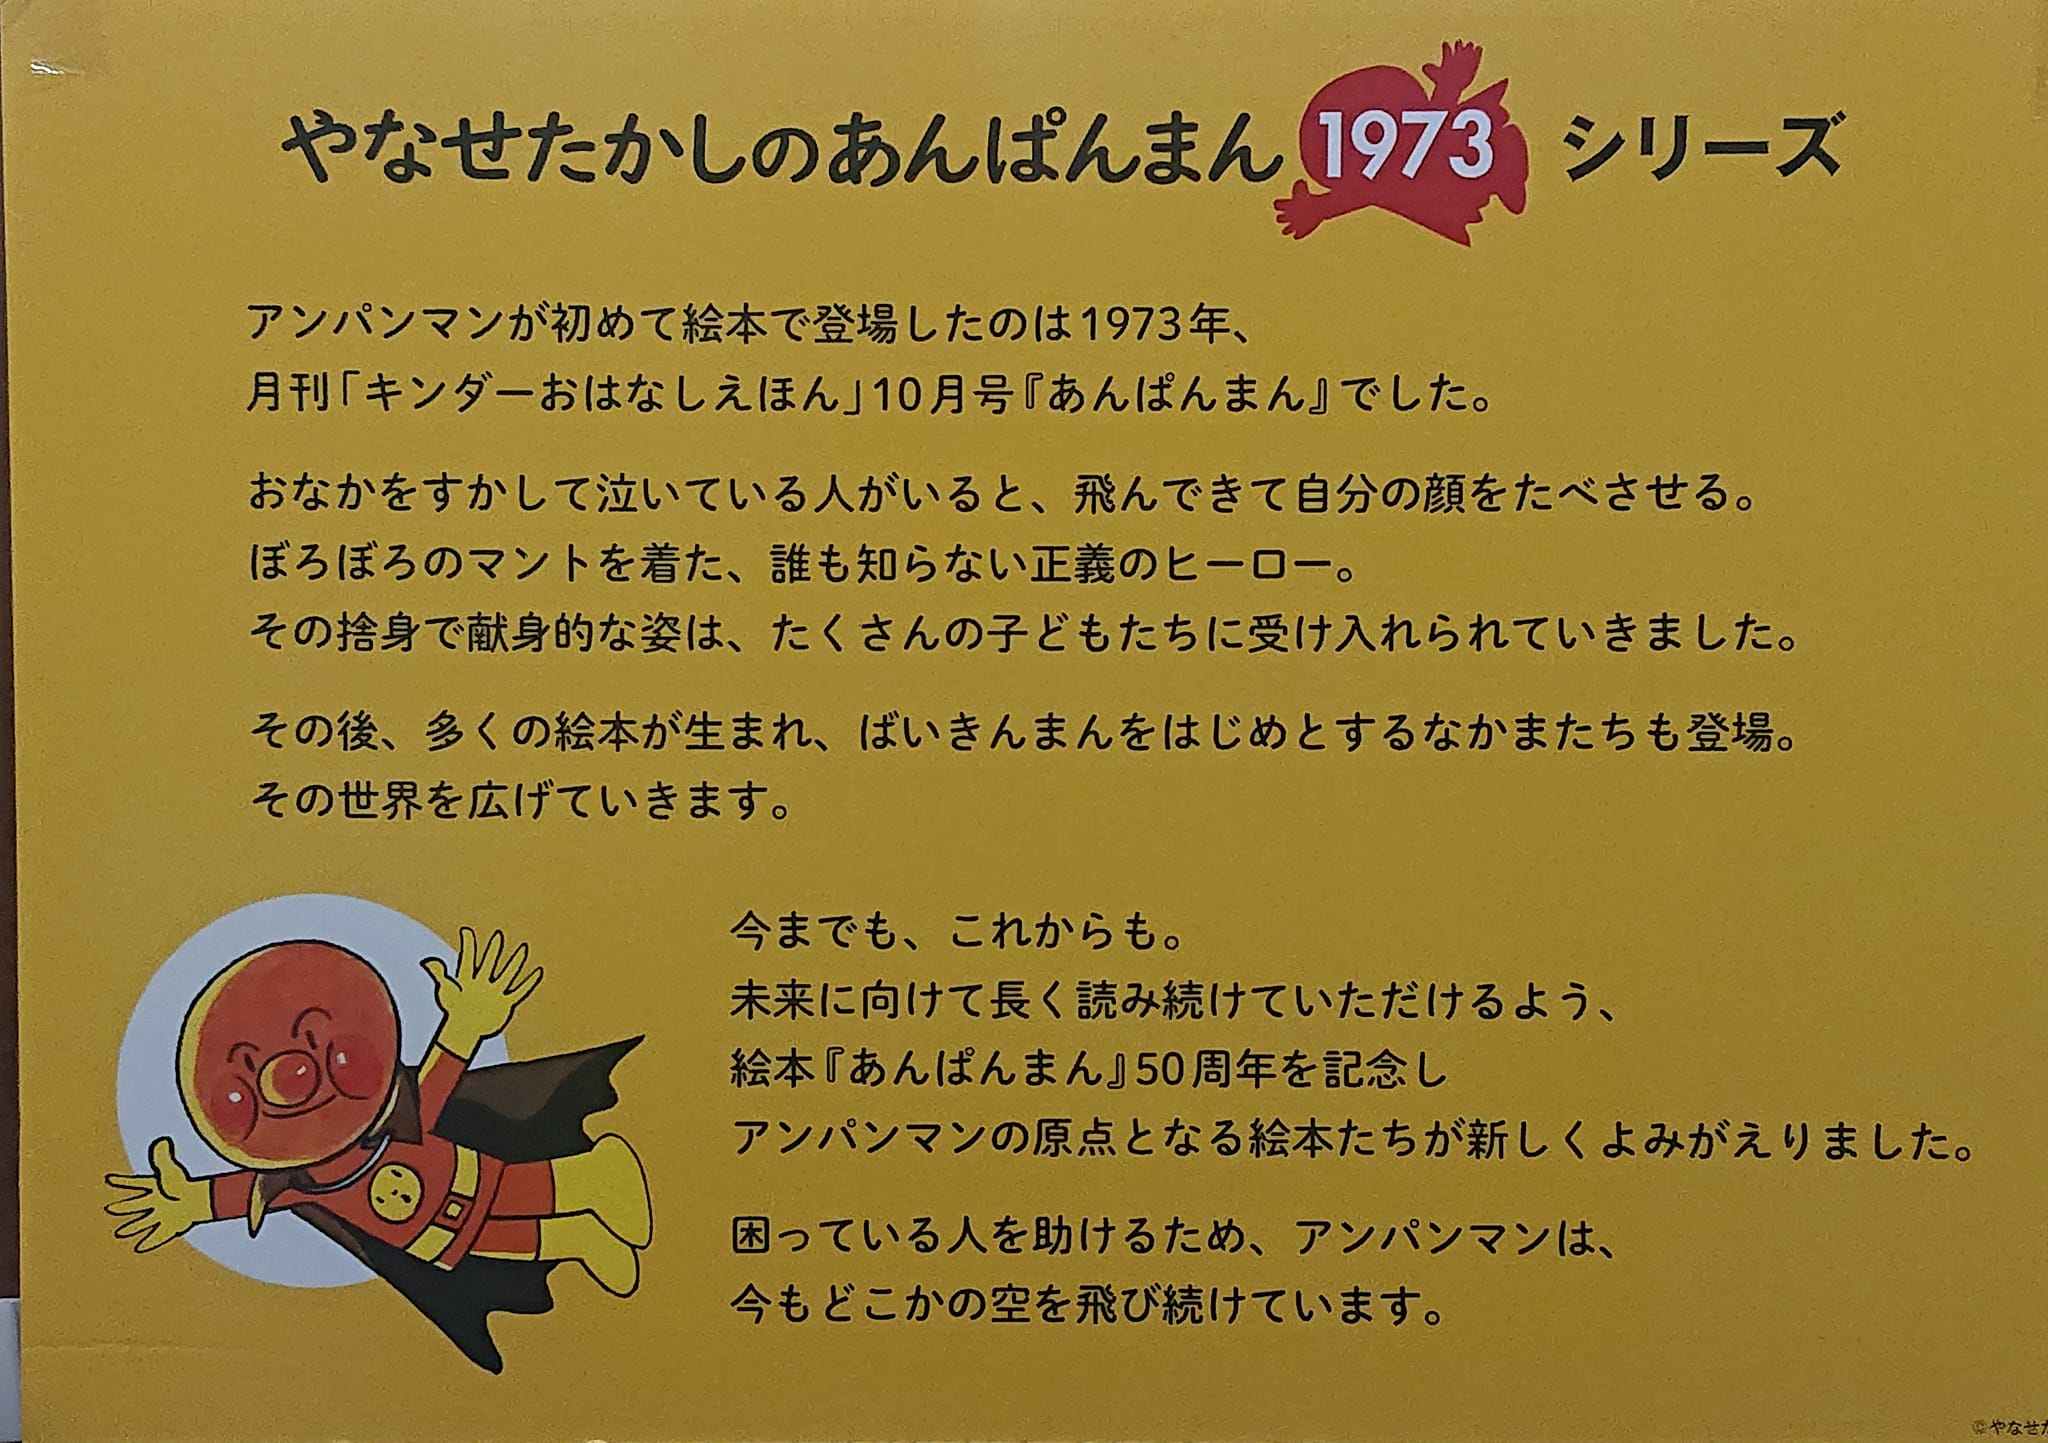 やなせたかしのあんぱんまん1973シリーズ
アンパンマンが初めて絵本で登場したのは1973年、
月刊「キンダーおはなしえほん」10月号『あんぱんまん』でした。
おなかをすかして泣いている人がいると、飛んできて自分の顔をたべさせる。
ぼろぼろのマントを着た、誰も知らない正義のヒーロー。
その捨身で献身的な姿は、たくさんの子どもたちに受け入れられていきました。
その後、多くの絵本が生まれ、ばいきんまんをはじめとするなかまたちも登場。
その世界を広げていきます。
今までも、これからも。
未来に向けて長く読み続けていただけるよう、
絵本『あんぱんまん』50周年を記念し
アンパンマンの原点となる絵本たちが新しくよみがえりました。
困っている人を助けるため、アンパンマンは、
今もどこかの空を飛び続けています。
©やなせ